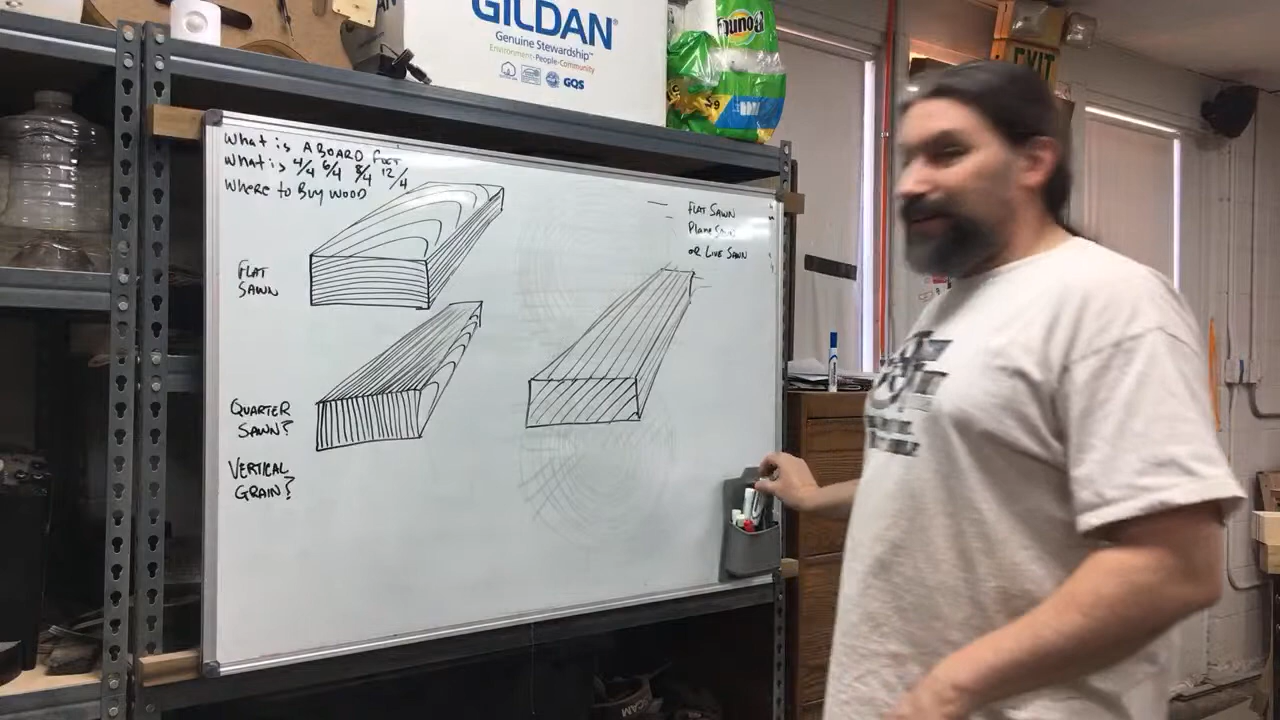 GILDAN®
Genuine Stewardship™
Environment·People·Community
GQS
Bounty
EXIT
What is A BOARD FOOT
What is 4/4 6/4 8/4 12/4
WHERE to Buy WOOD
FLAT SAWN
Plane SAWN
OR LIVE SAWN
FLAT
SAWN
QUARTER
SAWN?
VERTICAL
GRAIN?